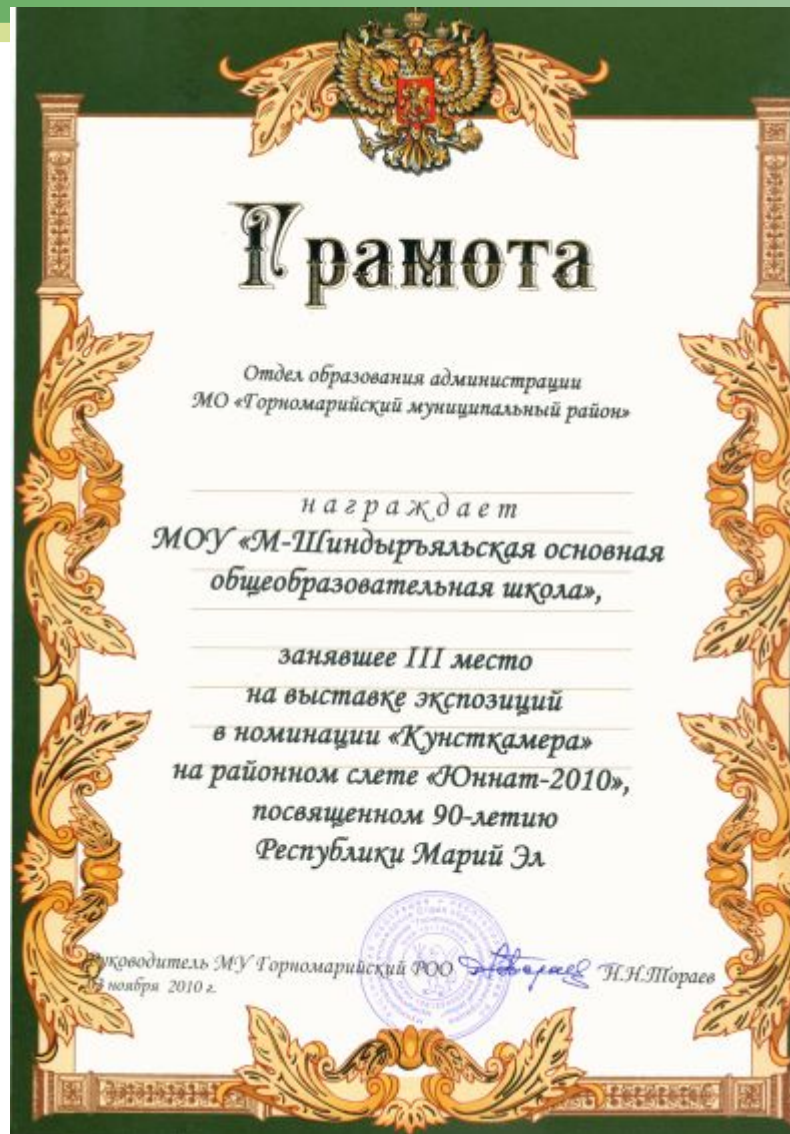 Грамота
Отдел образования администрации
МО «Горномарийский муниципальный район»
награждает
МОУ «М-Шиндыръяльская основная
общеобразовательная школа»,
занявшее III место
на выставке экспозиций
в номинации «Кунсткамера»
на районном слете «Юннат-2010»,
посвященном 90-летию
Республики Марий Эл
Руководитель МУ Горномарийский РОО Н.Н.Тораев
ноября 2010 г.